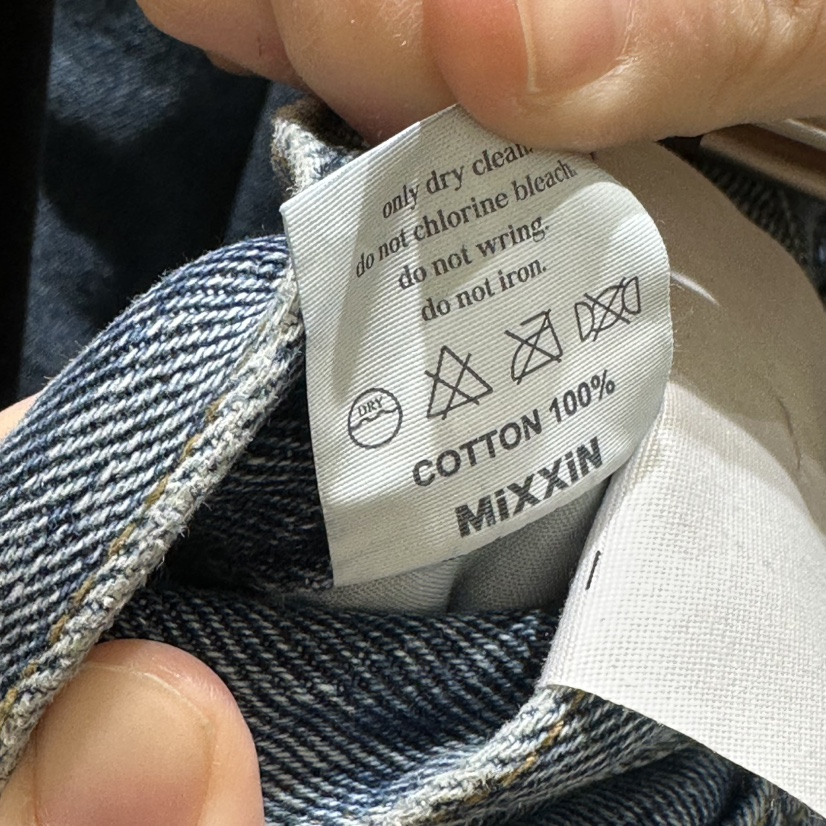 only dry clean.
do not chlorine bleach.
do not wring.
do not iron.
DRY
COTTON 100%
MiXXiN